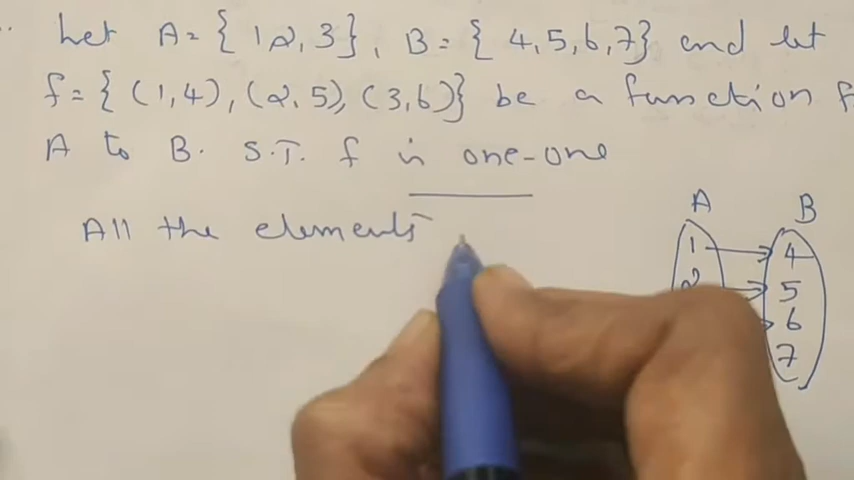 Let A = { 1 2, 3 }, B = { 4, 5, 6, 7 } and let
f = { (1, 4), (2, 5), (3, 6) } be a function f
A to B. S.T. f is one-one
All the elements
A B
1 4
2 5
6
7